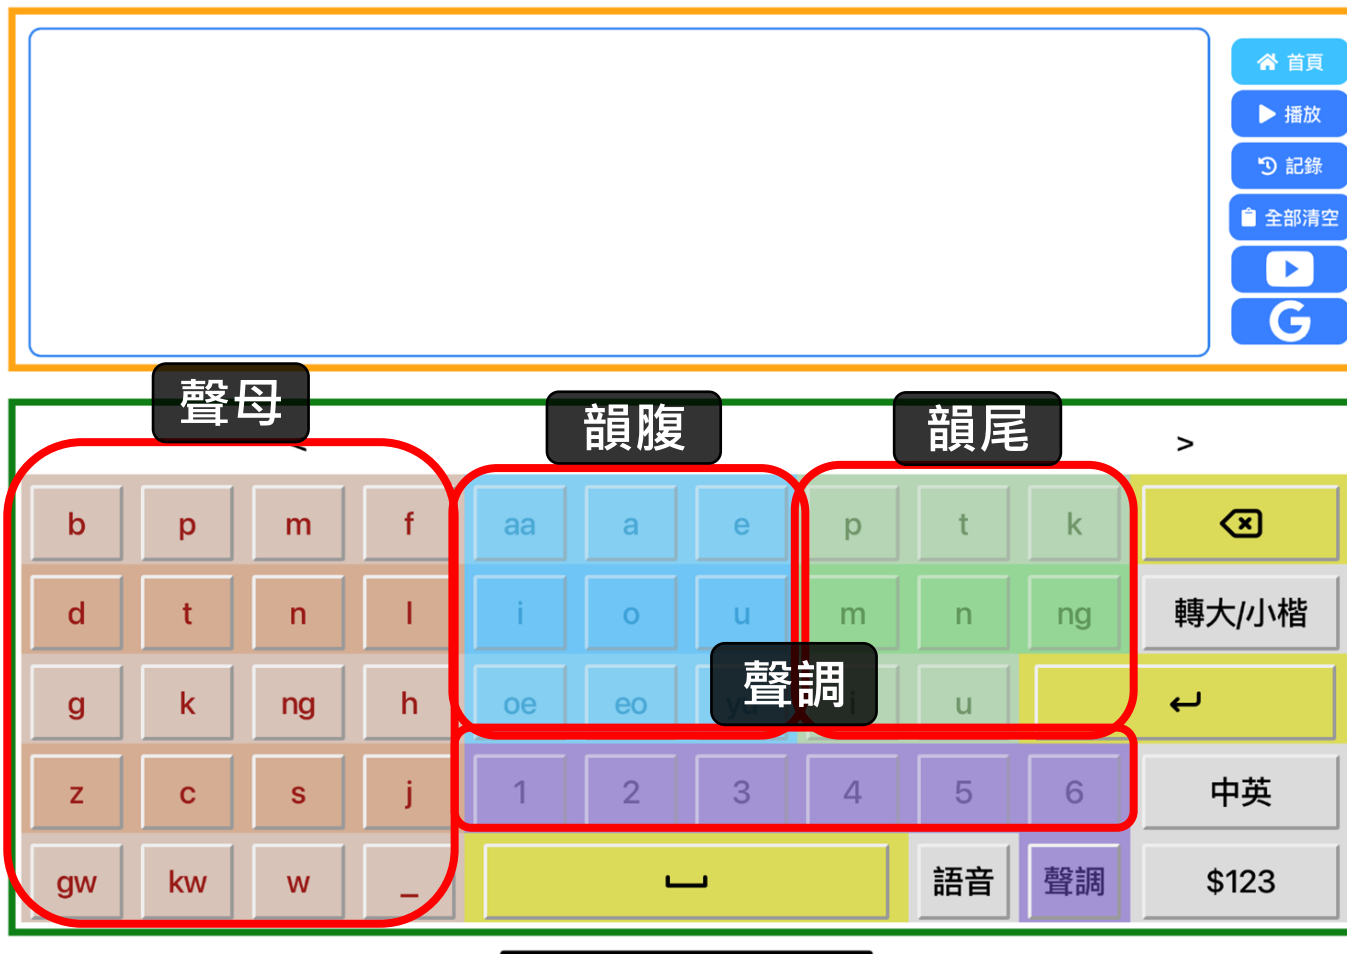 首頁
播放
記錄
全部清空
G
聲母
韻腹
韻尾
>
b p m f aa a e p t k
d t n l i o u m n ng 轉大/小楷
g k ng h oe eo yu i u
聲調
z c s j 1 2 3 4 5 6 中英
gw kw w _ 語音 聲調 $123